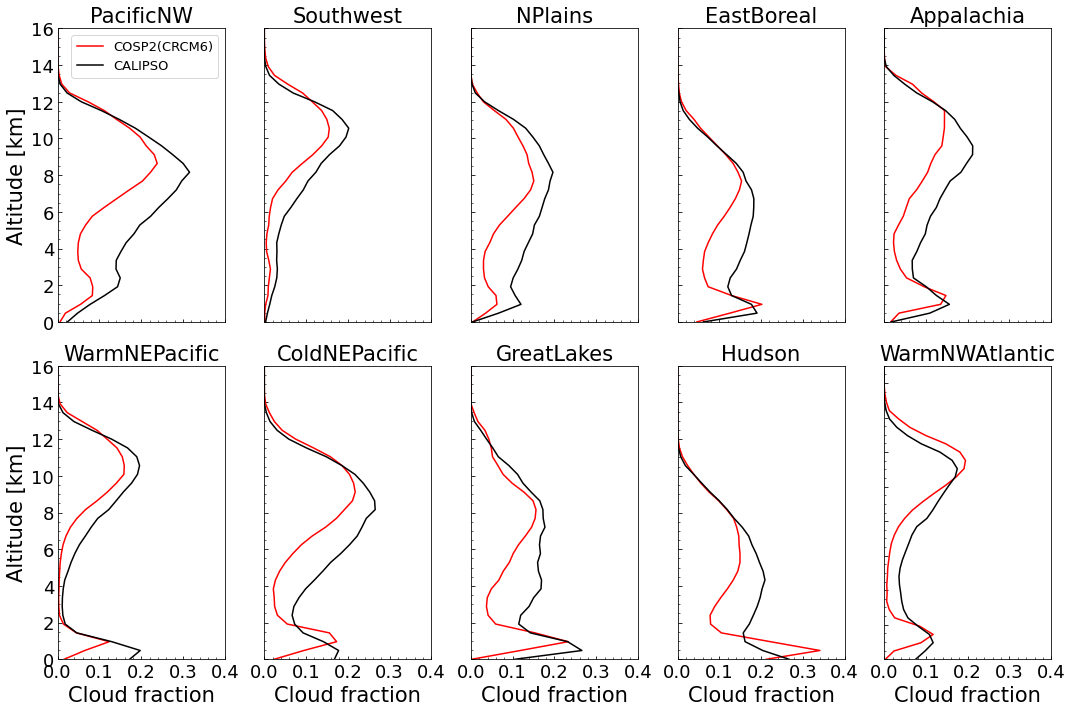 PacificNW Southwest NPlains EastBoreal Appalachia
COSP2(CRCM6)
CALIPSO
16
14
12
10
8
6
4
2
0
Altitude [km]
WarmNEPacific ColdNEPacific GreatLakes Hudson WarmNWAtlantic
16
14
12
10
8
6
4
2
0
Altitude [km]
0.0 0.1 0.2 0.3 0.4 0.0 0.1 0.2 0.3 0.4 0.0 0.1 0.2 0.3 0.4 0.0 0.1 0.2 0.3 0.4 0.0 0.1 0.2 0.3 0.4
Cloud fraction Cloud fraction Cloud fraction Cloud fraction Cloud fraction